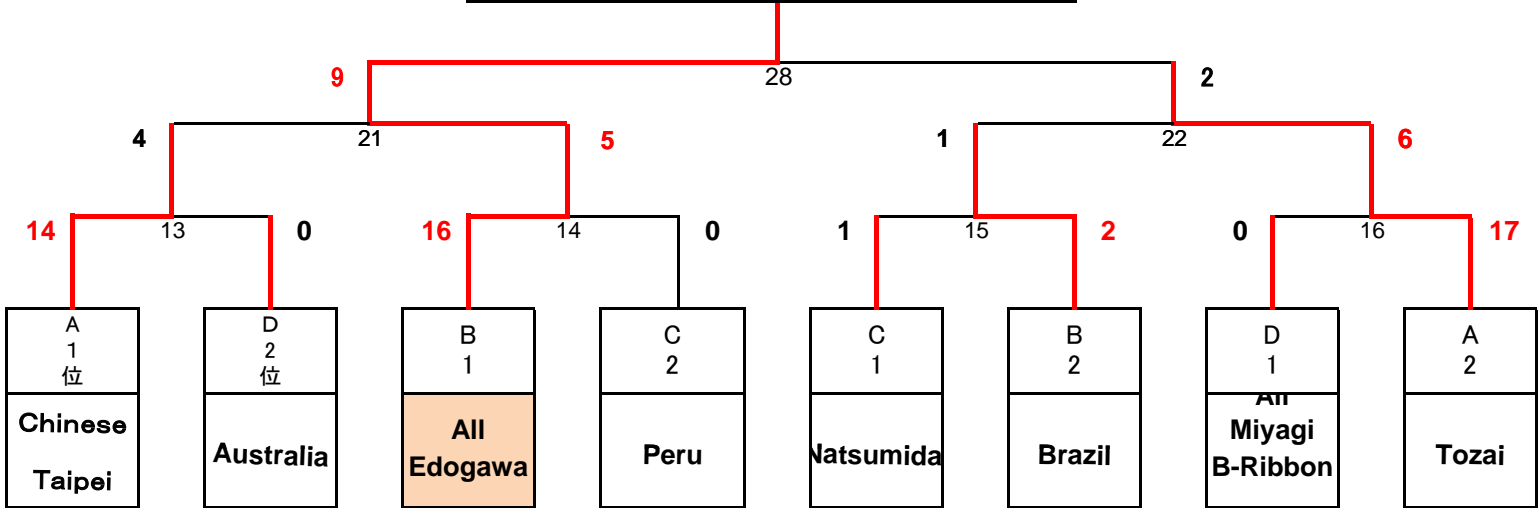 9 28 2
4 21 5 1 22 6
14 13 0 16 14 0 1 15 2 0 16 17
A
1
位
D
2
位
B
1
C
2
C
1
B
2
D
1
A
2
Chinese
Taipei
Australia
All
Edogawa
Peru
Natsumida
Brazil
All
Miyagi
B-Ribbon
Tozai